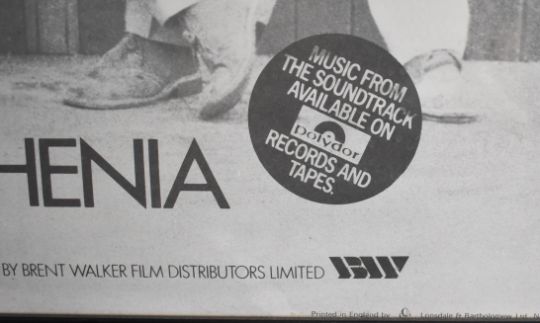 MUSIC FROM
THE SOUNDTRACK
AVAILABLE ON
polydor
RECORDS AND
TAPES.
HENIA
BY BRENT WALKER FILM DISTRIBUTORS LIMITED BW
Printed in England by Lonsdale & Bartholomew Ltd. N